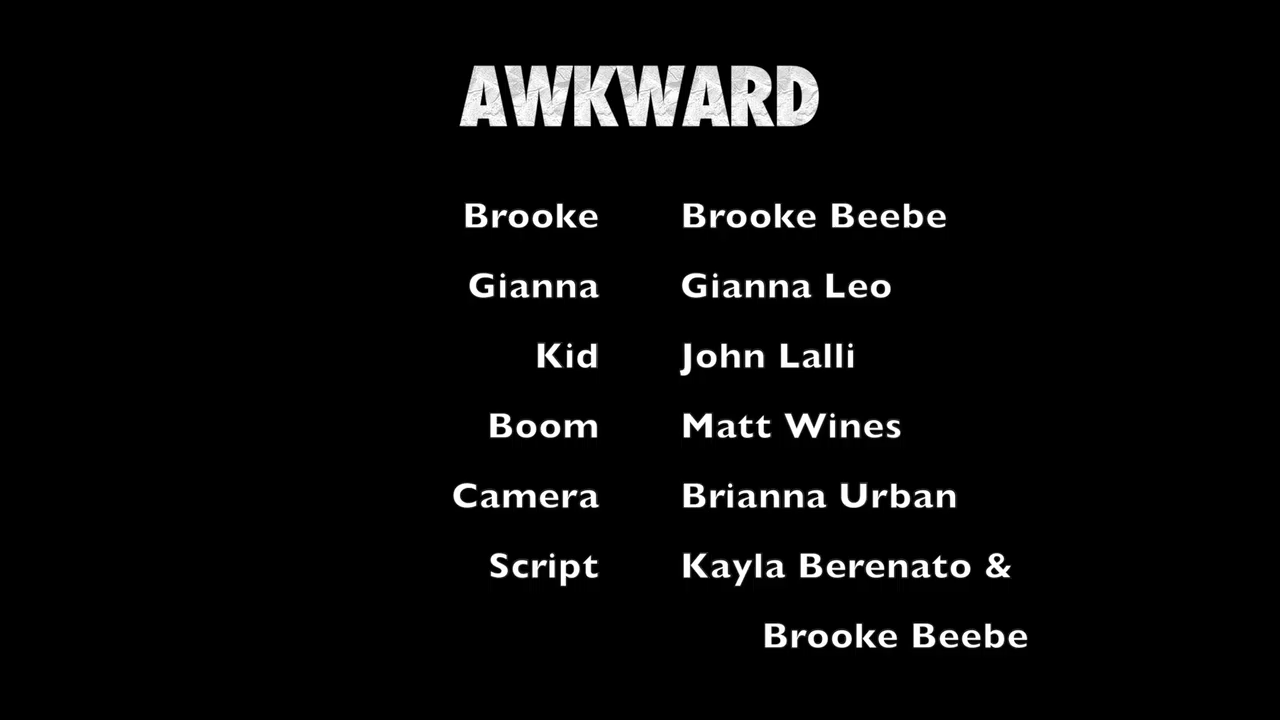 AWKWARD
Brooke Brooke Beebe
Gianna Gianna Leo
Kid John Lalli
Boom Matt Wines
Camera Brianna Urban
Script Kayla Berenato &
Brooke Beebe